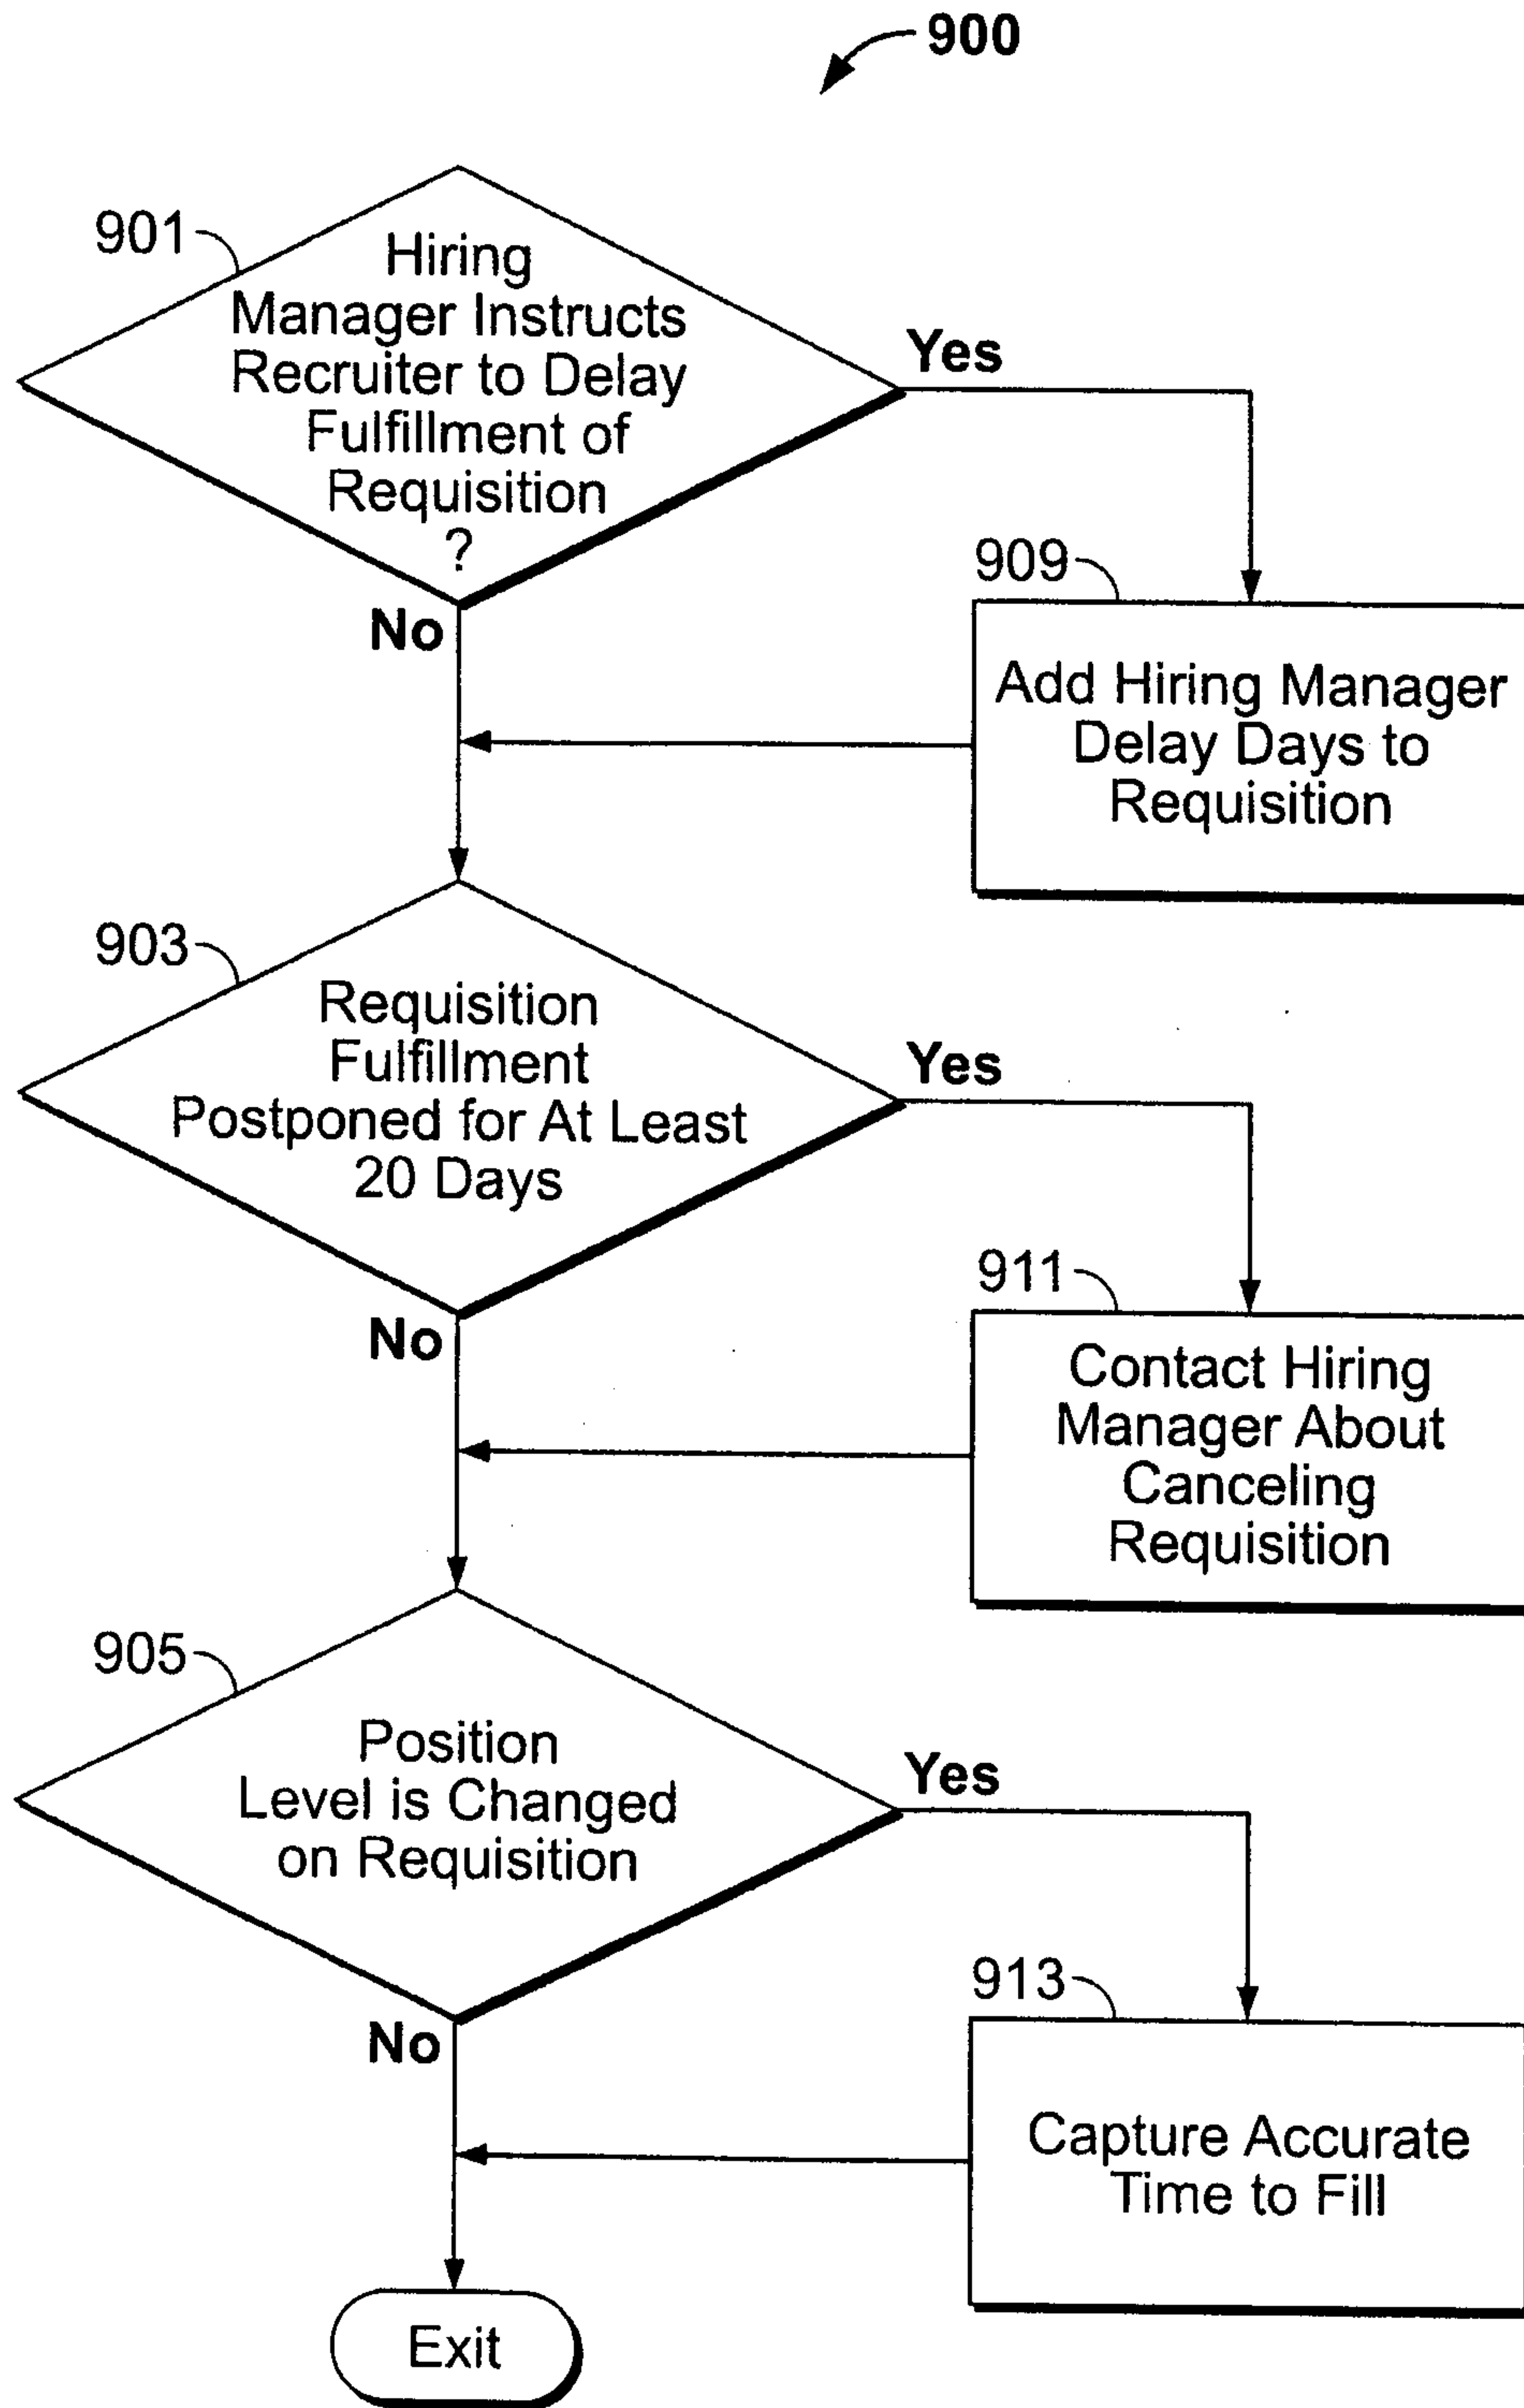 900
901
Hiring
Manager Instructs
Recruiter to Delay
Fulfillment of
Requisition
?
Yes
No
909
Add Hiring Manager
Delay Days to
Requisition
903
Requisition
Fulfillment
Postponed for At Least
20 Days
Yes
No
911
Contact Hiring
Manager About
Canceling
Requisition
905
Position
Level is Changed
on Requisition
Yes
No
913
Capture Accurate
Time to Fill
Exit